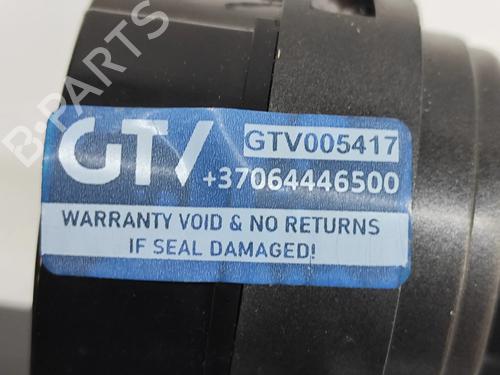 B-PARTS
GTV
GTV005417
+37064446500
WARRANTY VOID & NO RETURNS
IF SEAL DAMAGED!